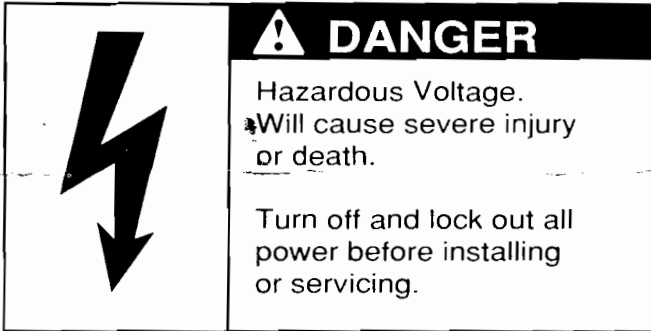 DANGER
Hazardous Voltage.
Will cause severe injury
or death.
Turn off and lock out all
power before installing
or servicing.